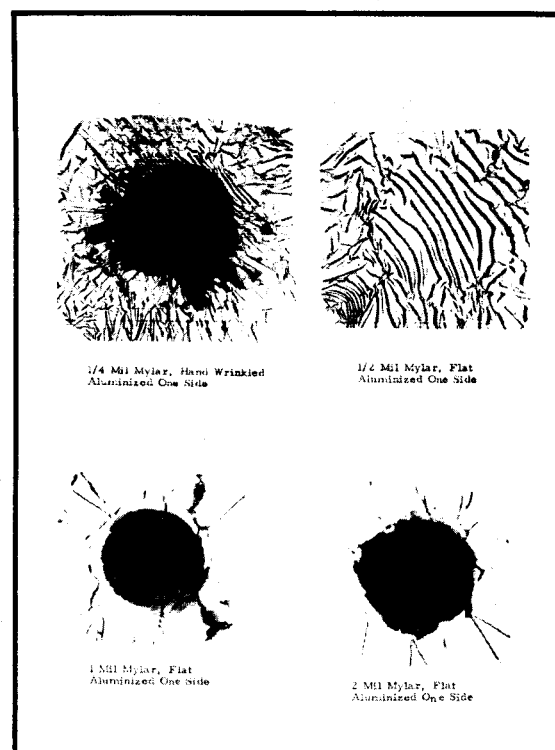 1/4 Mil Mylar, Hand Wrinkled
Aluminized One Side
1/2 Mil Mylar, Flat
Aluminized One Side
1 Mil Mylar, Flat
Aluminized One Side
2 Mil Mylar, Flat
Aluminized One Side